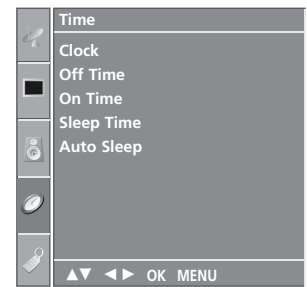 Time
Clock
Off Time
On Time
Sleep Time
Auto Sleep
▲▼ ◄► OK MENU